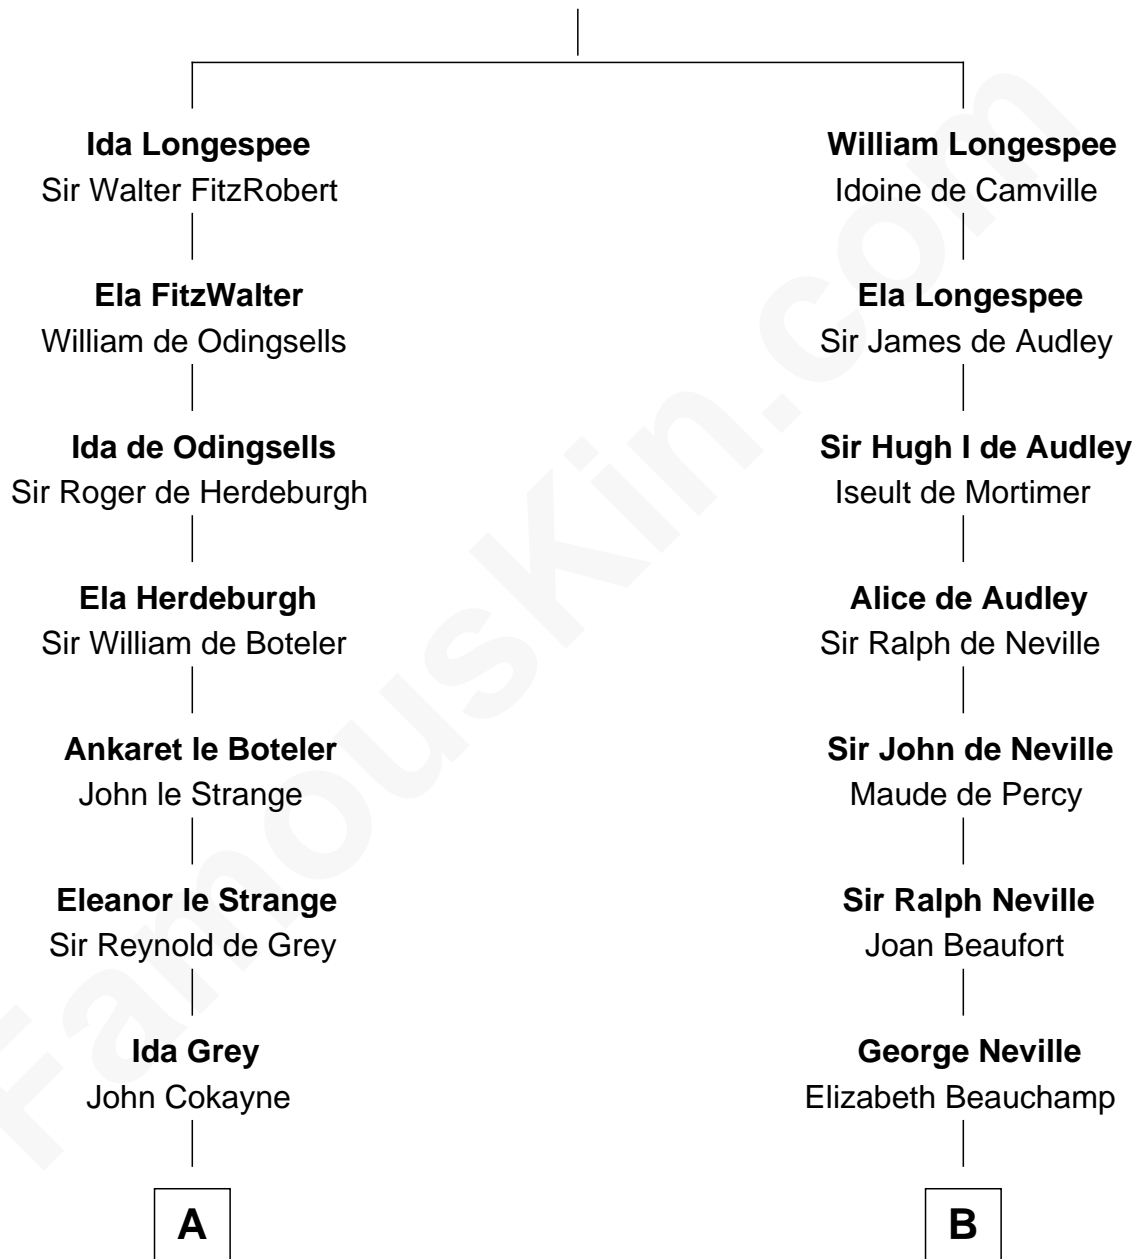 Ida Longespee
Sir Walter FitzRobert
Ela FitzWalter
William de Odingsells
Ida de Odingsells
Sir Roger de Herdeburgh
Ela Herdeburgh
Sir William de Boteler
Ankaret le Boteler
John le Strange
Eleanor le Strange
Sir Reynold de Grey
Ida Grey
John Cokayne
A
William Longespee
Idoine de Camville
Ela Longespee
Sir James de Audley
Sir Hugh I de Audley
Iseult de Mortimer
Alice de Audley
Sir Ralph de Neville
Sir John de Neville
Maude de Percy
Sir Ralph Neville
Joan Beaufort
George Neville
Elizabeth Beauchamp
B
FamousKin.com